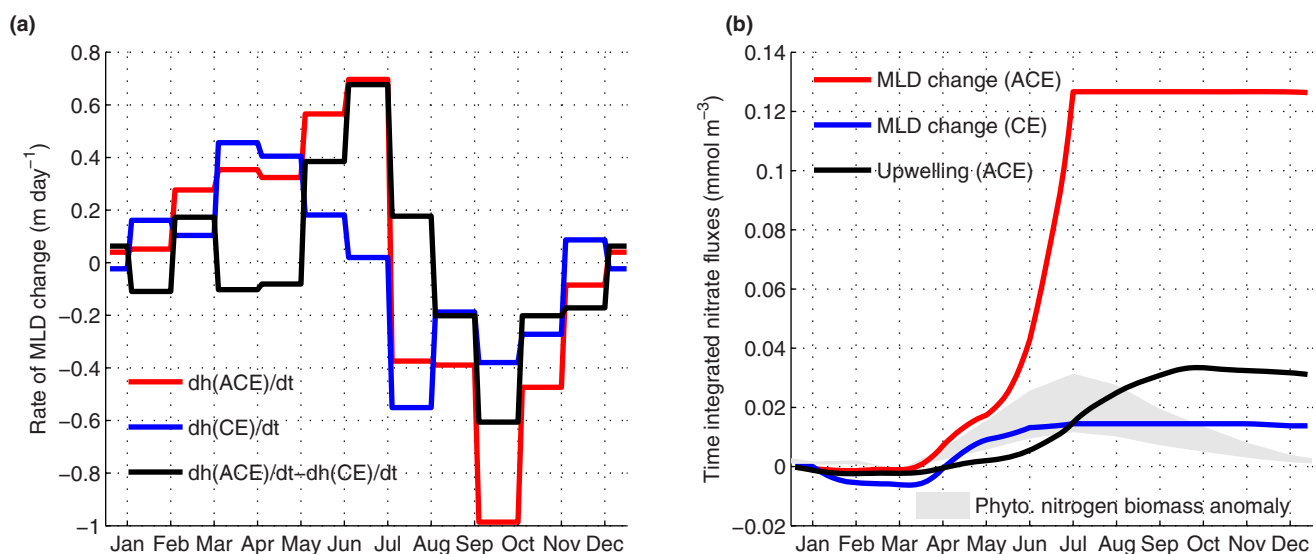 (a)
Rate of MLD change (m day⁻¹)
0.8
0.6
0.4
0.2
0
−0.2
−0.4
−0.6
−0.8
−1
dh(ACE)/dt
dh(CE)/dt
dh(ACE)/dt−dh(CE)/dt
Jan Feb Mar Apr May Jun Jul Aug Sep Oct Nov Dec
(b)
Time integrated nitrate fluxes (mmol m⁻³)
0.14
0.12
0.1
0.08
0.06
0.04
0.02
0
−0.02
MLD change (ACE)
MLD change (CE)
Upwelling (ACE)
Phyto. nitrogen biomass anomaly
Jan Feb Mar Apr May Jun Jul Aug Sep Oct Nov Dec